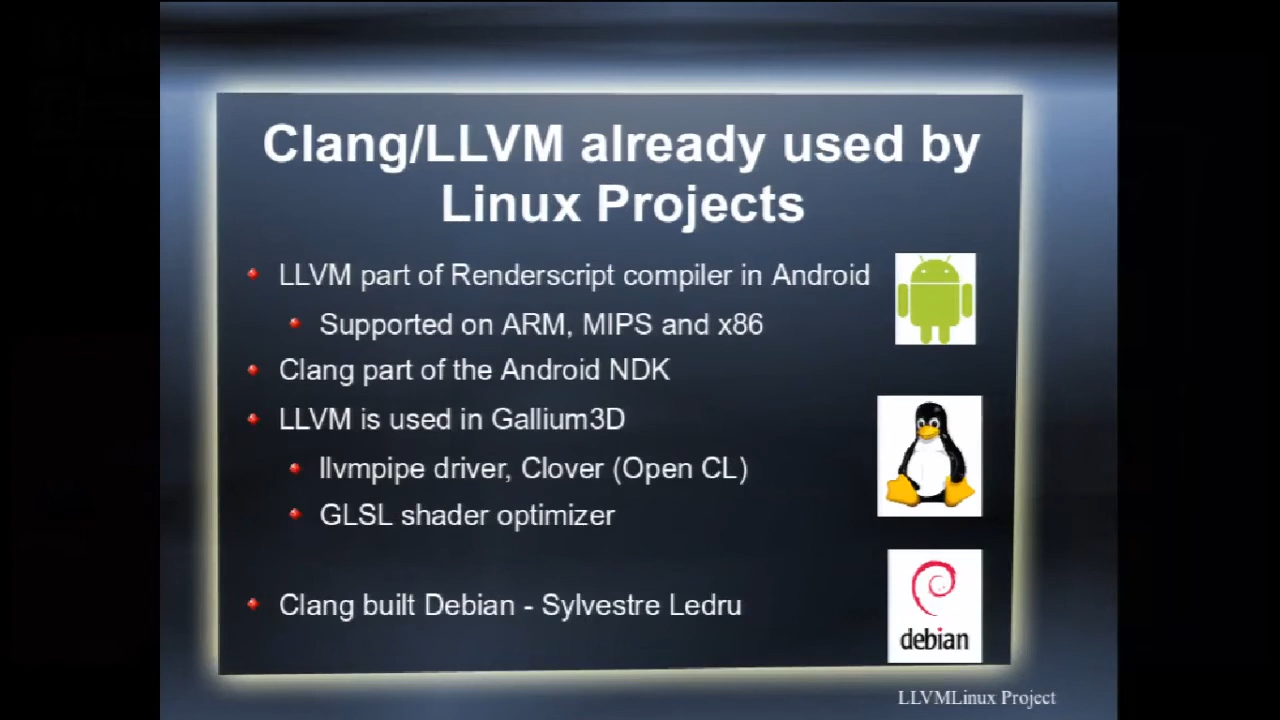 Clang/LLVM already used by
Linux Projects
LLVM part of Renderscript compiler in Android
Supported on ARM, MIPS and x86
Clang part of the Android NDK
LLVM is used in Gallium3D
llvmpipe driver, Clover (Open CL)
GLSL shader optimizer
Clang built Debian - Sylvestre Ledru
debian
LLVMLinux Project